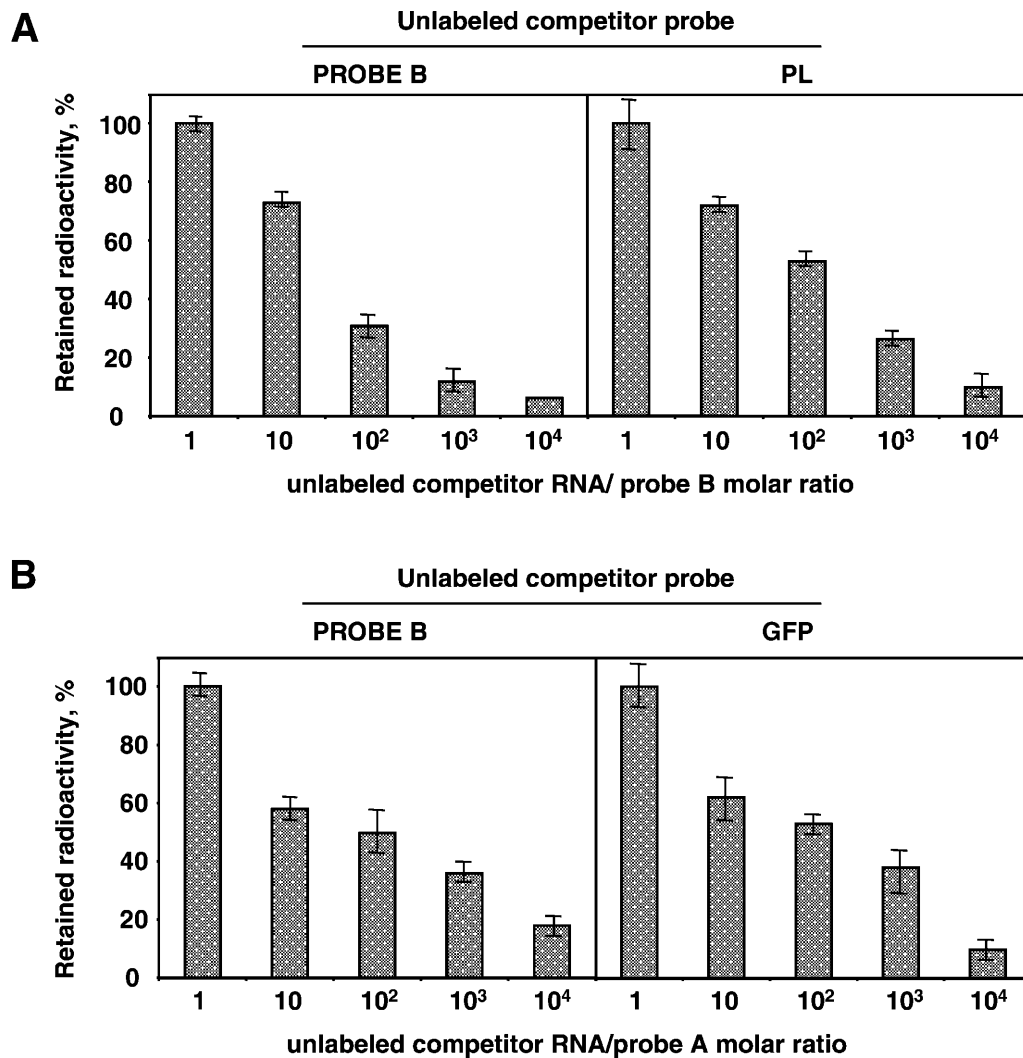 A
Unlabeled competitor probe
PROBE B PL
Retained radioactivity, %
100
80
60
40
20
0
1 10 10² 10³ 10⁴ 1 10 10² 10³ 10⁴
unlabeled competitor RNA/ probe B molar ratio
B
Unlabeled competitor probe
PROBE B GFP
Retained radioactivity, %
100
80
60
40
20
0
1 10 10² 10³ 10⁴ 1 10 10² 10³ 10⁴
unlabeled competitor RNA/probe A molar ratio